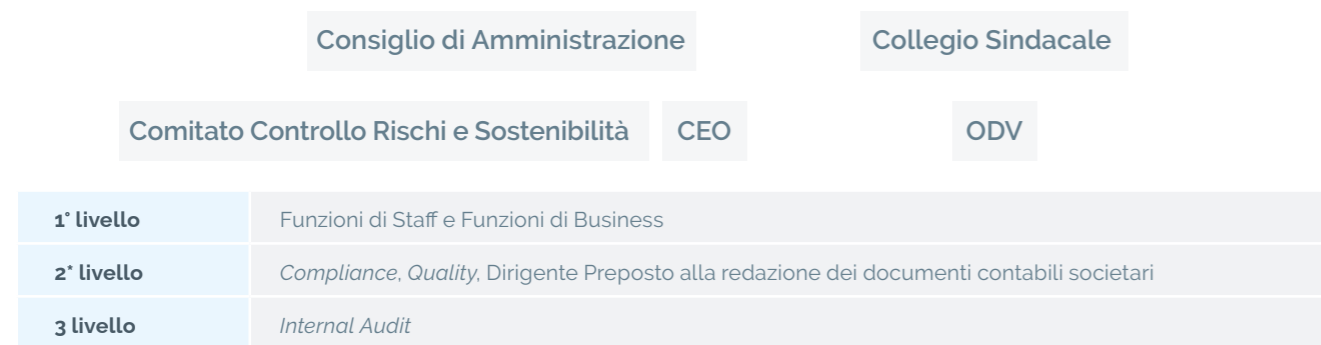 Consiglio di Amministrazione
Collegio Sindacale
Comitato Controllo Rischi e Sostenibilità
CEO
ODV
1° livello
Funzioni di Staff e Funzioni di Business
2° livello
Compliance, Quality, Dirigente Preposto alla redazione dei documenti contabili societari
3 livello
Internal Audit